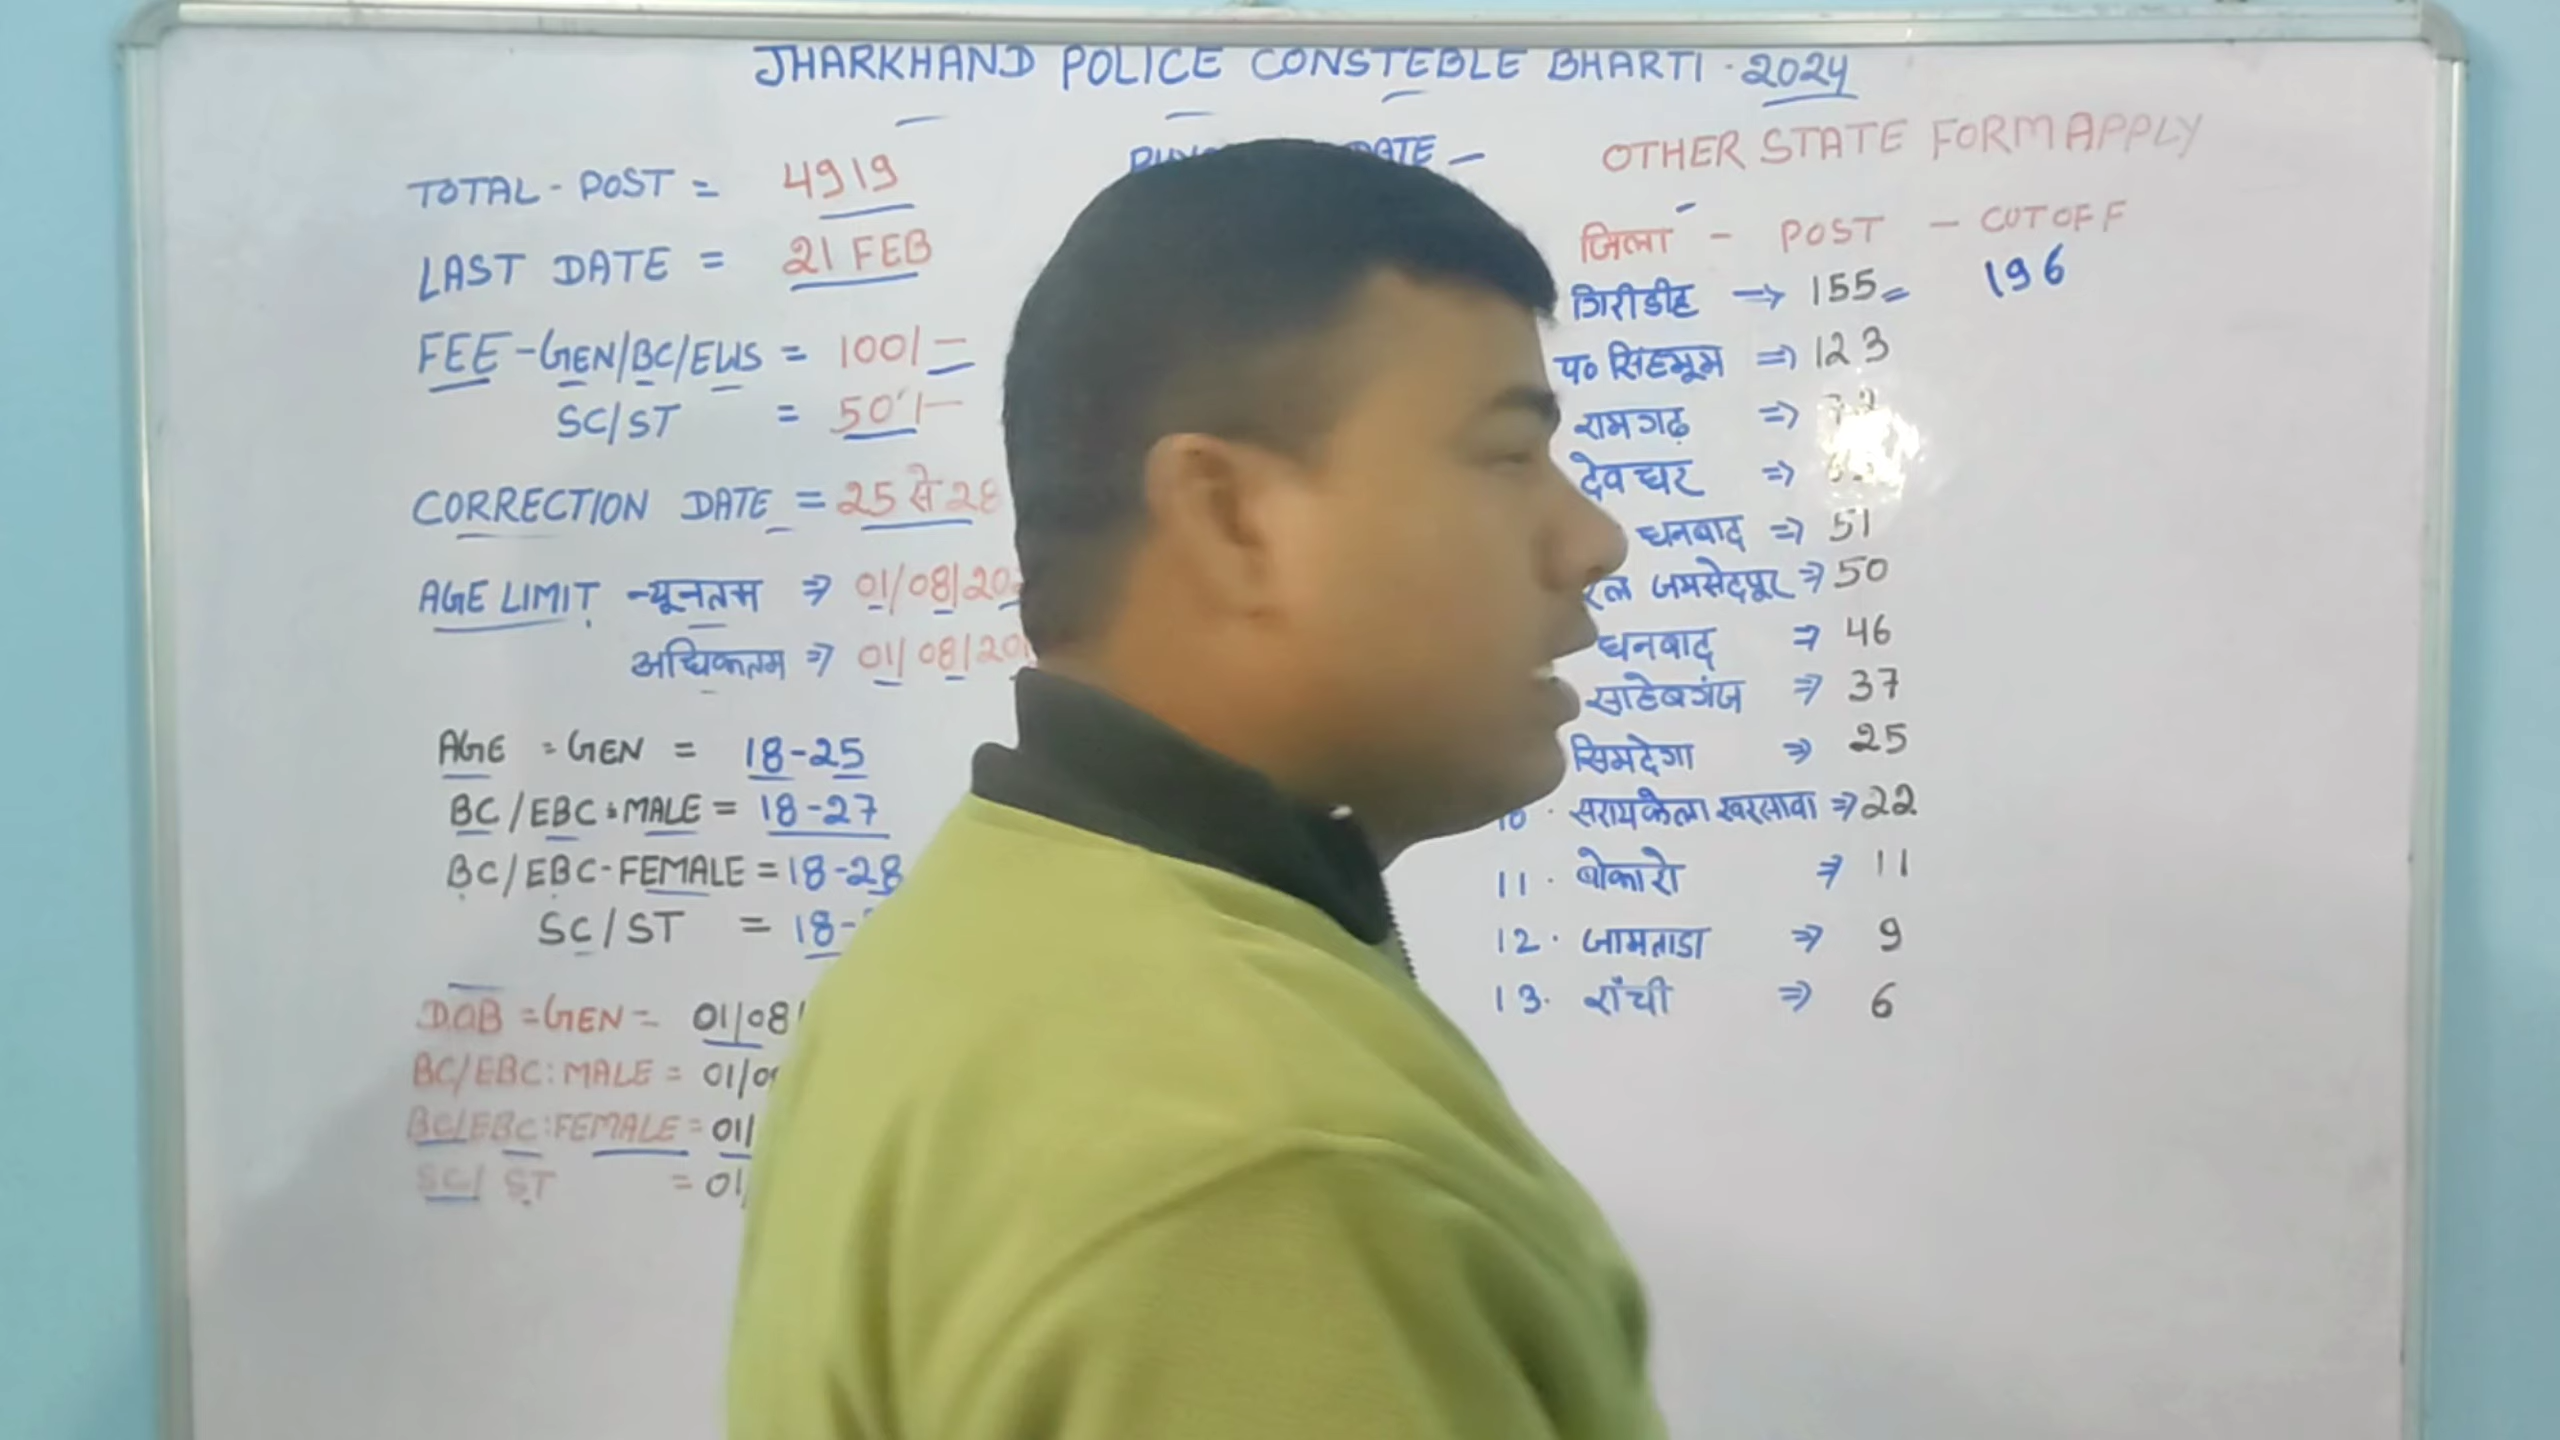 JHARKHAND POLICE CONSTEBLE BHARTI - 2024
TOTAL - POST = 4919
LAST DATE = 21 FEB
FEE - GEN/BC/EWS = 100/-
SC/ST = 50/-
CORRECTION DATE = 25 से 28
AGE LIMIT न्यूनतम ⇒ 01/08/20
अधिकतम ⇒ 01/08/20
AGE = GEN = 18-25
BC/EBC : MALE = 18-27
BC/EBC - FEMALE = 18-28
SC/ST = 18-
DOB = GEN = 01/08/
BC/EBC : MALE = 01/0
BC/EBC : FEMALE = 01/
SC/ST = 01/
DATE -
OTHER STATE FORM APPLY
जिला - POST - CUTOFF
गिरीडीह → 155 = 196
प० सिंहभूम ⇒ 123
रामगढ़ ⇒
देवघर ⇒
धनबाद ⇒ 51
रेल जमसेदपूर ⇒ 50
धनबाद ⇒ 46
साहेबगंज ⇒ 37
सिमदेगा ⇒ 25
10. सरायकेला खरसावा ⇒ 22
11. बोकारो ⇒ 11
12. जामताडा ⇒ 9
13. राँची ⇒ 6